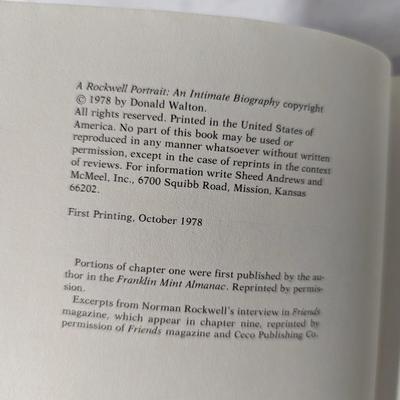 A Rockwell Portrait: An Intimate Biography copyright
© 1978 by Donald Walton.
All rights reserved. Printed in the United States of
America. No part of this book may be used or
reproduced in any manner whatsoever without written
permission, except in the case of reprints in the context
of reviews. For information write Sheed Andrews and
McMeel, Inc., 6700 Squibb Road, Mission, Kansas
66202.
First Printing, October 1978
Portions of chapter one were first published by the au-
thor in the Franklin Mint Almanac. Reprinted by permis-
sion.
Excerpts from Norman Rockwell's interview in Friends
magazine, which appear in chapter nine, reprinted by
permission of Friends magazine and Ceco Publishing Co.